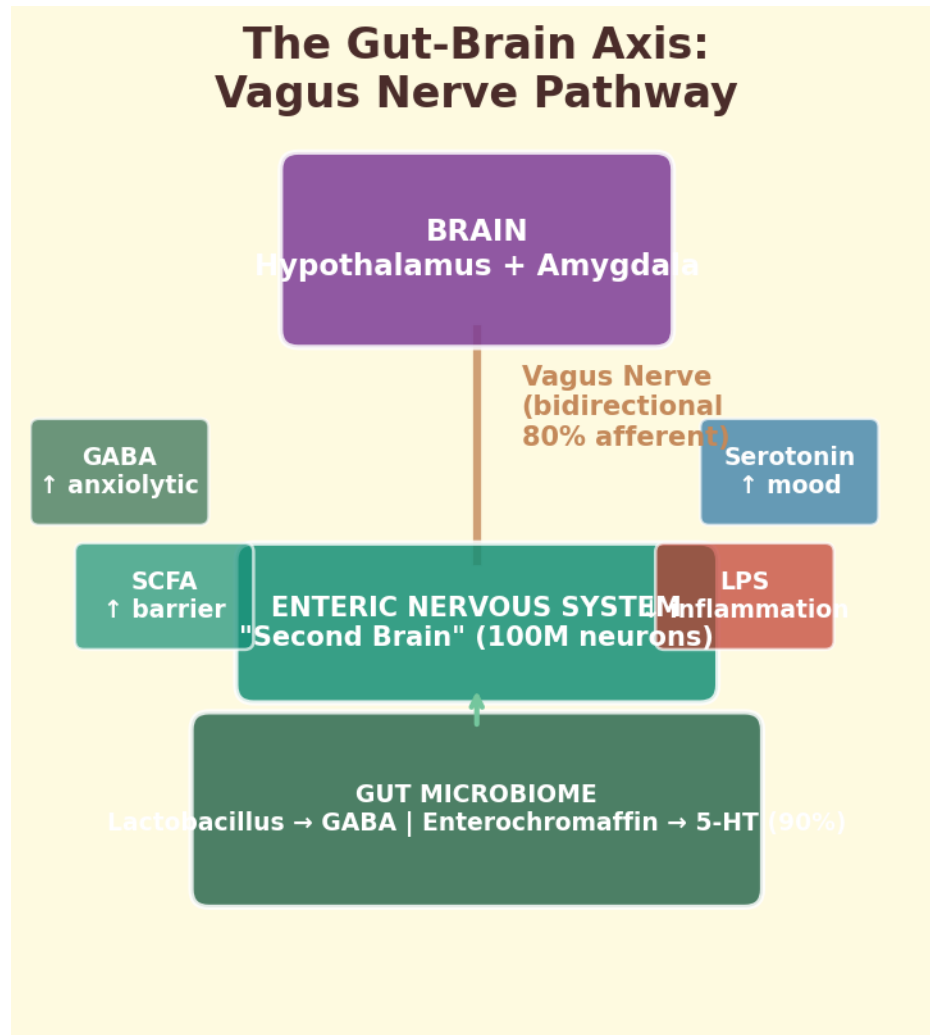 The Gut-Brain Axis:
Vagus Nerve Pathway
BRAIN
Hypothalamus + Amygdala
Vagus Nerve
(bidirectional
80% afferent)
GABA
↑ anxiolytic
Serotonin
↑ mood
SCFA
↑ barrier
ENTERIC NERVOUS SYSTEM
"Second Brain" (100M neurons)
LPS
inflammation
GUT MICROBIOME
Lactobacillus → GABA | Enterochromaffin → 5-HT (90%)